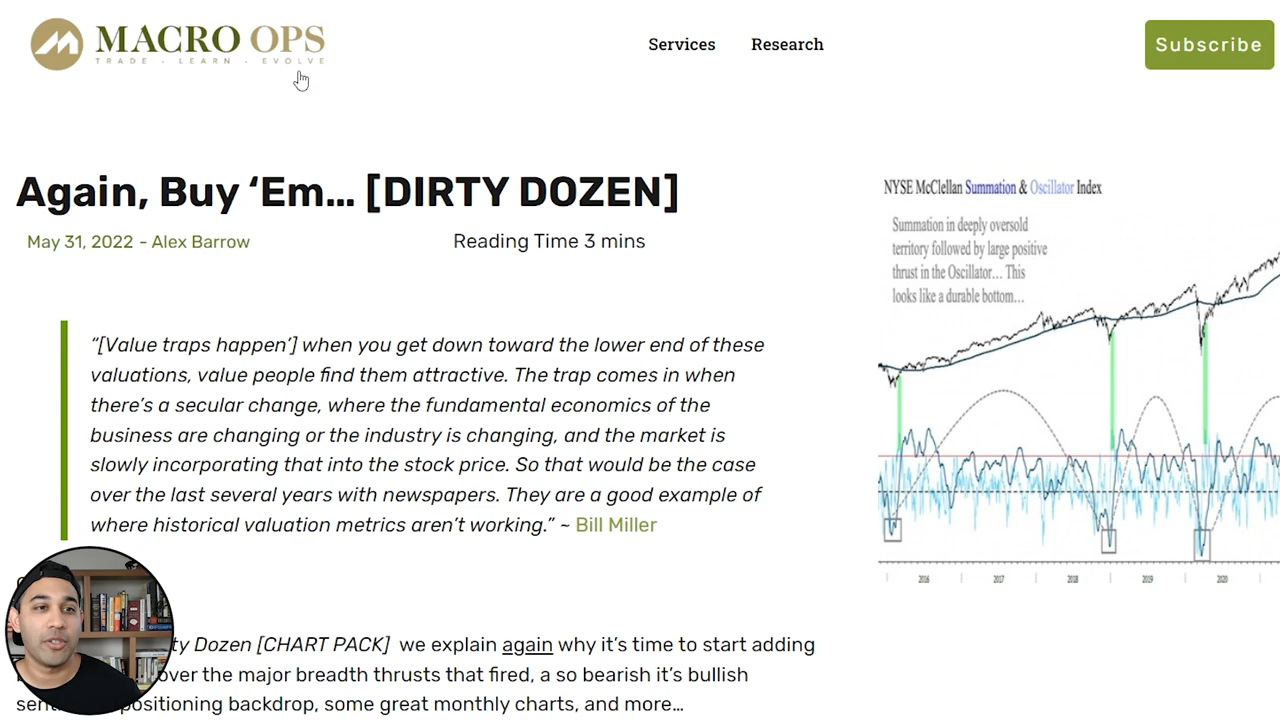 MACRO OPS
TRADE - LEARN - EVOLVE
Services
Research
Subscribe
Again, Buy ‘Em… [DIRTY DOZEN]
May 31, 2022 - Alex Barrow
Reading Time 3 mins
“[Value traps happen’] when you get down toward the lower end of these
valuations, value people find them attractive. The trap comes in when
there’s a secular change, where the fundamental economics of the
business are changing or the industry is changing, and the market is
slowly incorporating that into the stock price. So that would be the case
over the last several years with newspapers. They are a good example of
where historical valuation metrics aren’t working.” ~ Bill Miller
Dozen [CHART PACK] we explain again why it’s time to start adding
over the major breadth thrusts that fired, a so bearish it’s bullish
positioning backdrop, some great monthly charts, and more…
NYSE McClellan Summation & Oscillator Index
Summation in deeply oversold
territory followed by large positive
thrust in the Oscillator… This
looks like a durable bottom…
2016 2017 2018 2019 2020